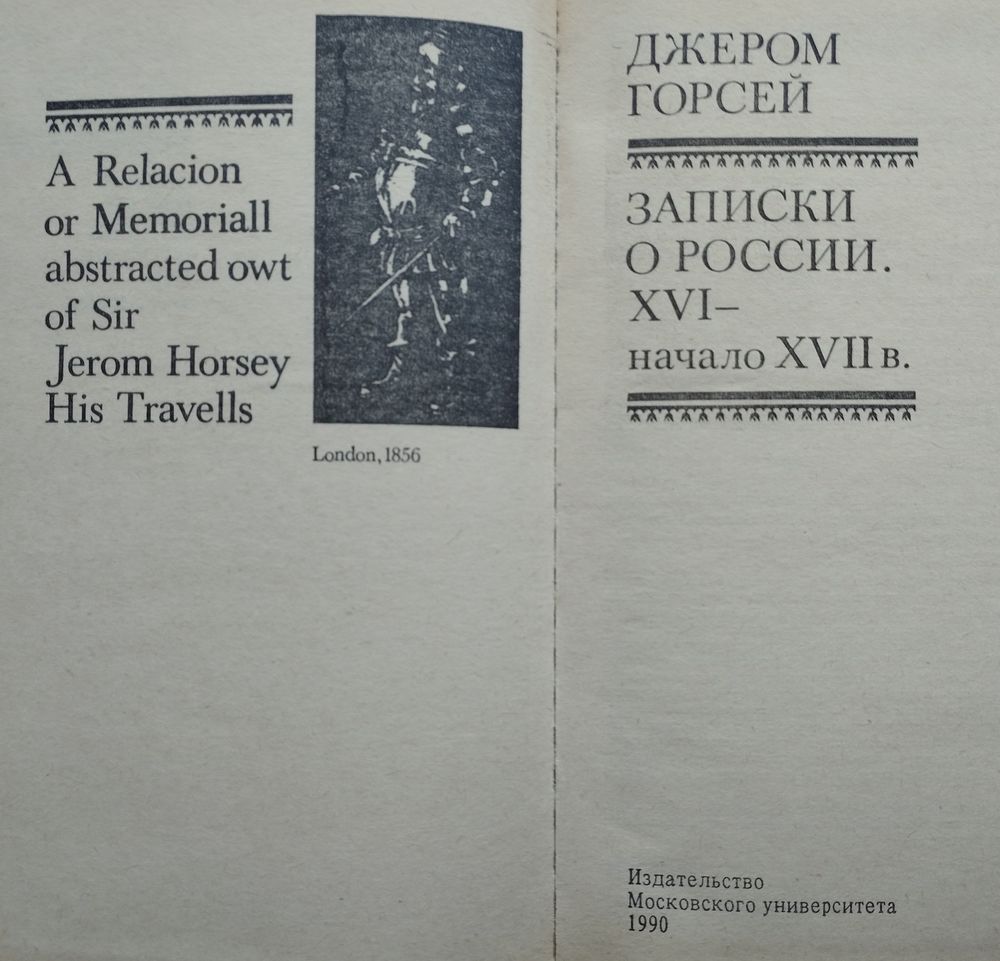 A Relacion
or Memoriall
abstracted owt
of Sir
Jerom Horsey
His Travells
London, 1856
ДЖЕРОМ
ГОРСЕЙ
ЗАПИСКИ
О РОССИИ.
XVI–
начало XVII в.
Издательство
Московского университета
1990